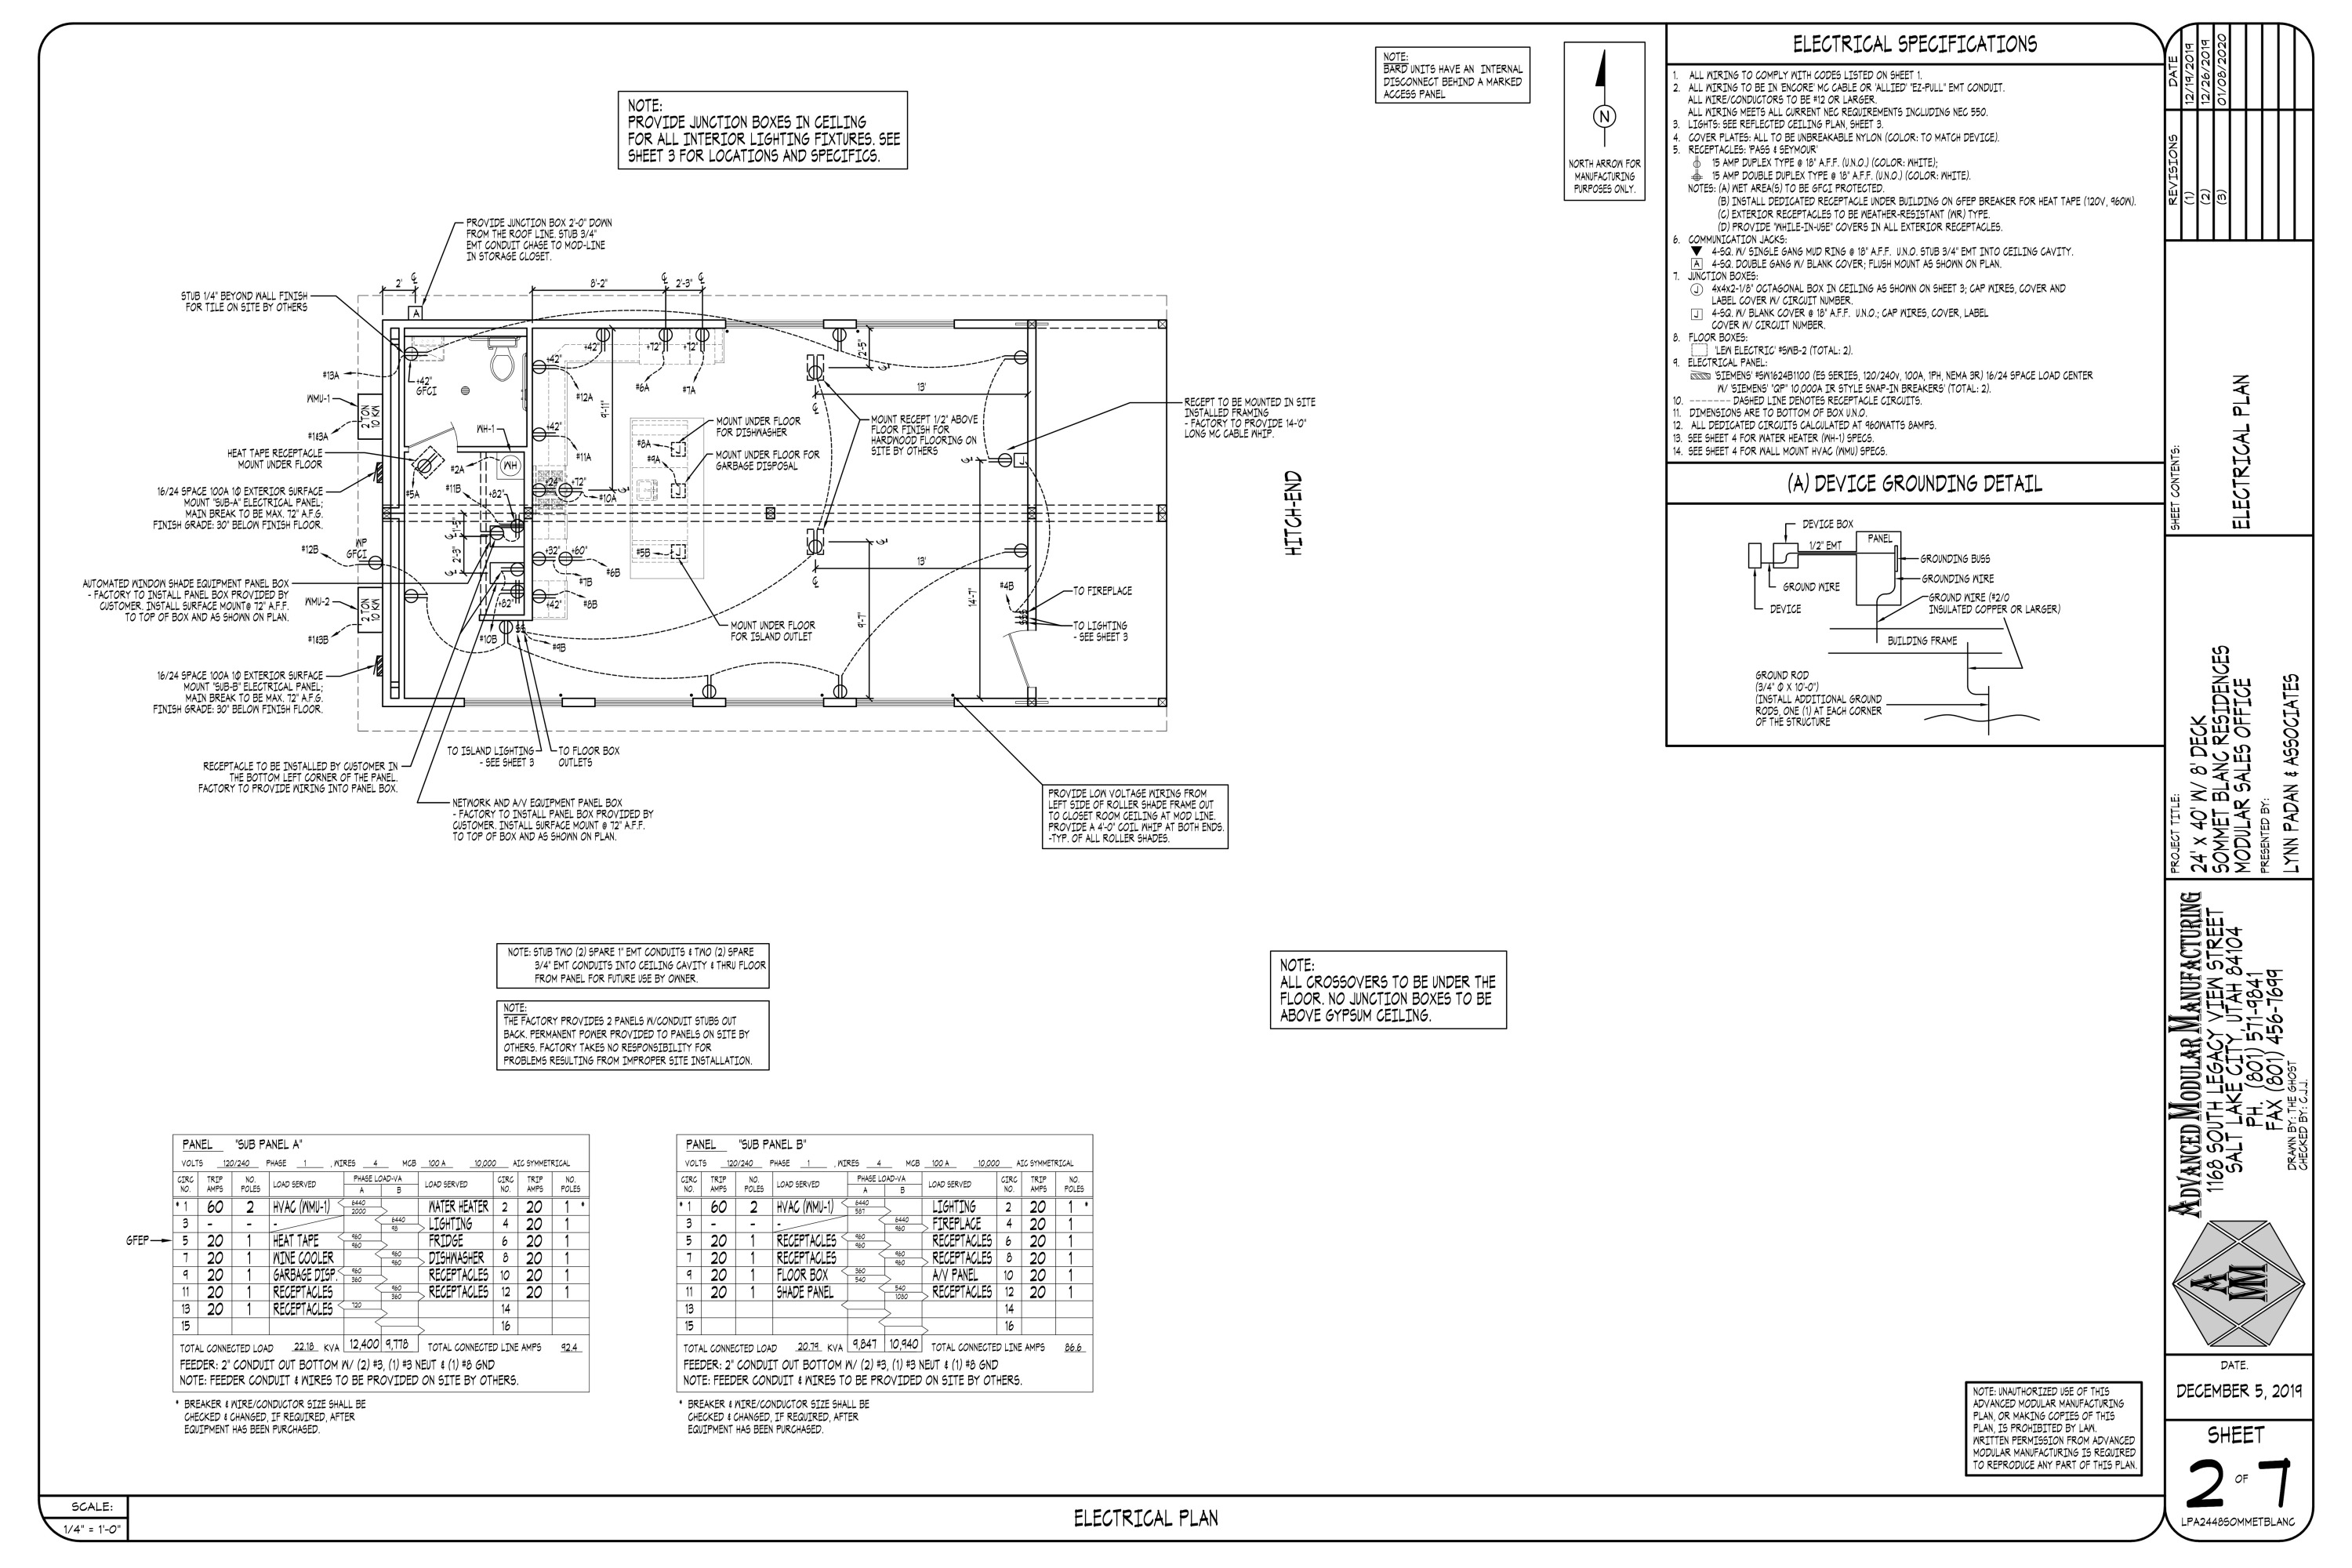 NOTE:
PROVIDE JUNCTION BOXES IN CEILING
FOR ALL INTERIOR LIGHTING FIXTURES. SEE
SHEET 3 FOR LOCATIONS AND SPECIFICS.
NOTE:
BARD UNITS HAVE AN INTERNAL
DISCONNECT BEHIND A MARKED
ACCESS PANEL
N
NORTH ARROW FOR
MANUFACTURING
PURPOSES ONLY.
ELECTRICAL SPECIFICATIONS
1. ALL WIRING TO COMPLY WITH CODES LISTED ON SHEET 1.
2. ALL WIRING TO BE 'ENCORE' MC CABLE OR 'ALLIED' "EZ-PULL" EMT CONDUIT.
ALL WIRE/CONDUCTORS TO BE #12 OR LARGER.
ALL WIRING MEETS ALL CURRENT NEC REQUIREMENTS INCLUDING NEC 550.
3. LIGHTS: SEE REFLECTED CEILING PLAN, SHEET 3.
4. COVER PLATES: ALL TO BE UNBREAKABLE NYLON (COLOR: TO MATCH DEVICE).
5. RECEPTACLES: 'PASS & SEYMOUR'
15 AMP DUPLEX TYPE @ 18" A.F.F. (U.N.O.) (COLOR: WHITE);
15 AMP DOUBLE DUPLEX TYPE @ 18" A.F.F. (U.N.O.) (COLOR: WHITE).
NOTES: (A) WET AREA(S) TO BE GFCI PROTECTED.
(B) INSTALL DEDICATED RECEPTACLE UNDER BUILDING ON GFEP BREAKER FOR HEAT TAPE (120V, 960W).
(C) EXTERIOR RECEPTACLES TO BE WEATHER-RESISTANT (WR) TYPE.
(D) PROVIDE "WHILE-IN-USE" COVERS IN ALL EXTERIOR RECEPTACLES.
6. COMMUNICATION JACKS:
4-SQ. W/ SINGLE GANG MUD RING @ 18" A.F.F. U.N.O. STUB 3/4" EMT INTO CEILING CAVITY.
A 4-SQ. DOUBLE GANG W/ BLANK COVER; FLUSH MOUNT AS SHOWN ON PLAN.
7. JUNCTION BOXES:
J 4x4x2-1/8" OCTAGONAL BOX IN CEILING AS SHOWN ON SHEET 3; CAP WIRES, COVER AND
LABEL COVER W/ CIRCUIT NUMBER.
J 4-SQ. W/ BLANK COVER @ 18" A.F.F. U.N.O.; CAP WIRES, COVER, LABEL
COVER W/ CIRCUIT NUMBER.
8. FLOOR BOXES:
'LEW ELECTRIC' #SWB-2 (TOTAL: 2).
9. ELECTRICAL PANEL:
'SIEMENS' #SW1624B1100 (ES SERIES, 120/240V, 100A, 1PH, NEMA 3R) 16/24 SPACE LOAD CENTER
W/ 'SIEMENS' "QP" 10,000A IR STYLE SNAP-IN BREAKERS' (TOTAL: 2).
10. -------- DASHED LINE DENOTES RECEPTACLE CIRCUITS.
11. DIMENSIONS ARE TO BOTTOM OF BOX U.N.O.
12. ALL DEDICATED CIRCUITS CALCULATED AT 960WATTS 8AMPS.
13. SEE SHEET 4 FOR WATER HEATER (WH-1) SPECS.
14. SEE SHEET 4 FOR WALL MOUNT HVAC (WMU) SPECS.
(A) DEVICE GROUNDING DETAIL
DEVICE BOX
PANEL
1/2" EMT
GROUNDING BUSS
GROUNDING WIRE
GROUND WIRE
GROUND WIRE (#2/0
INSULATED COPPER OR LARGER)
DEVICE
BUILDING FRAME
GROUND ROD
(3/4" Φ X 10'-0")
(INSTALL ADDITIONAL GROUND
RODS, ONE (1) AT EACH CORNER
OF THE STRUCTURE
PROVIDE JUNCTION BOX 2'-0" DOWN
FROM THE ROOF LINE. STUB 3/4"
EMT CONDUIT CHASE TO MOD-LINE
IN STORAGE CLOSET.
STUB 1/4" BEYOND WALL FINISH
FOR TILE ON SITE BY OTHERS
2'
A
8'-2"
2'-3"
#13A
+42"
GFCI
WMU-1
2 TON
10 KW
#1&3A
HEAT TAPE RECEPTACLE
MOUNT UNDER FLOOR
16/24 SPACE 100A 1Φ EXTERIOR SURFACE
MOUNT "SUB-A" ELECTRICAL PANEL;
MAIN BREAK TO BE MAX. 72" A.F.G.
FINISH GRADE: 30" BELOW FINISH FLOOR.
#12B
WP
GFCI
AUTOMATED WINDOW SHADE EQUIPMENT PANEL BOX
- FACTORY TO INSTALL PANEL BOX PROVIDED BY
CUSTOMER. INSTALL SURFACE MOUNT@ 72" A.F.F.
TO TOP OF BOX AND AS SHOWN ON PLAN.
WMU-2
2 TON
10 KW
#1&3B
16/24 SPACE 100A 1Φ EXTERIOR SURFACE
MOUNT "SUB-B" ELECTRICAL PANEL;
MAIN BREAK TO BE MAX. 72" A.F.G.
FINISH GRADE: 30" BELOW FINISH FLOOR.
WH-1
WH
#2A
#5A
#11B
+82"
1'-5"
2'-3"
+82"
#10B
#9B
+42"
#12A
+42"
#11A
+42"
+72"
+72"
#6A
#7A
9'-11"
+24"
+72"
#10A
+32"
+60"
#7B
#6B
+42"
#8B
#8A
#9A
J
#5B
MOUNT UNDER FLOOR
FOR DISHWASHER
MOUNT UNDER FLOOR FOR
GARBAGE DISPOSAL
MOUNT UNDER FLOOR
FOR ISLAND OUTLET
2'-5"
13'
MOUNT RECEPT 1/2" ABOVE
FLOOR FINISH FOR
HARDWOOD FLOORING ON
SITE BY OTHERS
J
13'
9'-7"
14'-7"
#4B
RECEPT TO BE MOUNTED IN SITE
INSTALLED FRAMING
- FACTORY TO PROVIDE 14'-0"
LONG MC CABLE WHIP.
TO FIREPLACE
TO LIGHTING
- SEE SHEET 3
HITCH-END
TO ISLAND LIGHTING
- SEE SHEET 3
TO FLOOR BOX
OUTLETS
RECEPTACLE TO BE INSTALLED BY CUSTOMER IN
THE BOTTOM LEFT CORNER OF THE PANEL.
FACTORY TO PROVIDE WIRING INTO PANEL BOX.
NETWORK AND A/V EQUIPMENT PANEL BOX
- FACTORY TO INSTALL PANEL BOX PROVIDED BY
CUSTOMER. INSTALL SURFACE MOUNT @ 72" A.F.F.
TO TOP OF BOX AND AS SHOWN ON PLAN.
PROVIDE LOW VOLTAGE WIRING FROM
LEFT SIDE OF ROLLER SHADE FRAME OUT
TO CLOSET ROOM CEILING AT MOD LINE.
PROVIDE A 4'-0" COIL WHIP AT BOTH ENDS.
-TYP. OF ALL ROLLER SHADES.
NOTE: STUB TWO (2) SPARE 1" EMT CONDUITS & TWO (2) SPARE
3/4" EMT CONDUITS INTO CEILING CAVITY & THRU FLOOR
FROM PANEL FOR FUTURE USE BY OWNER.
NOTE:
THE FACTORY PROVIDES 2 PANELS W/CONDUIT STUBS OUT
BACK. PERMANENT POWER PROVIDED TO PANELS ON SITE BY
OTHERS. FACTORY TAKES NO RESPONSIBILITY FOR
PROBLEMS RESULTING FROM IMPROPER SITE INSTALLATION.
NOTE:
ALL CROSSOVERS TO BE UNDER THE
FLOOR. NO JUNCTION BOXES TO BE
ABOVE GYPSUM CEILING.
PANEL "SUB PANEL A"
VOLTS 120/240 PHASE 1 , WIRES 4 MCB 100 A 10,000 AIC SYMMETRICAL
CIRC NO. TRIP AMPS NO. POLES LOAD SERVED PHASE LOAD-VA A B LOAD SERVED CIRC NO. TRIP AMPS NO. POLES
* 1 60 2 HVAC (WMU-1) 6440 2000 WATER HEATER 2 20 1 *
3 - - - 6440 98 LIGHTING 4 20 1
GFEP 5 20 1 HEAT TAPE 960 960 FRIDGE 6 20 1
7 20 1 WINE COOLER 960 960 DISHWASHER 8 20 1
9 20 1 GARBAGE DISP. 960 360 RECEPTACLES 10 20 1
11 20 1 RECEPTACLES 960 360 RECEPTACLES 12 20 1
13 20 1 RECEPTACLES 720 14
15 16
TOTAL CONNECTED LOAD 22.18 KVA 12,400 9,778 TOTAL CONNECTED LINE AMPS 92.4
FEEDER: 2" CONDUIT OUT BOTTOM W/ (2) #3, (1) #3 NEUT & (1) #8 GND
NOTE: FEEDER CONDUIT & WIRES TO BE PROVIDED ON SITE BY OTHERS.
* BREAKER & WIRE/CONDUCTOR SIZE SHALL BE
CHECKED & CHANGED, IF REQUIRED, AFTER
EQUIPMENT HAS BEEN PURCHASED.
PANEL "SUB PANEL B"
VOLTS 120/240 PHASE 1 , WIRES 4 MCB 100 A 10,000 AIC SYMMETRICAL
CIRC NO. TRIP AMPS NO. POLES LOAD SERVED PHASE LOAD-VA A B LOAD SERVED CIRC NO. TRIP AMPS NO. POLES
* 1 60 2 HVAC (WMU-1) 6440 587 LIGHTING 2 20 1 *
3 - - - 6440 960 FIREPLACE 4 20 1
5 20 1 RECEPTACLES 960 960 RECEPTACLES 6 20 1
7 20 1 RECEPTACLES 960 960 RECEPTACLES 8 20 1
9 20 1 FLOOR BOX 360 540 A/V PANEL 10 20 1
11 20 1 SHADE PANEL 540 1080 RECEPTACLES 12 20 1
13 14
15 16
TOTAL CONNECTED LOAD 20.79 KVA 9,847 10,940 TOTAL CONNECTED LINE AMPS 86.6
FEEDER: 2" CONDUIT OUT BOTTOM W/ (2) #3, (1) #3 NEUT & (1) #8 GND
NOTE: FEEDER CONDUIT & WIRES TO BE PROVIDED ON SITE BY OTHERS.
* BREAKER & WIRE/CONDUCTOR SIZE SHALL BE
CHECKED & CHANGED, IF REQUIRED, AFTER
EQUIPMENT HAS BEEN PURCHASED.
NOTE: UNAUTHORIZED USE OF THIS
ADVANCED MODULAR MANUFACTURING
PLAN, OR MAKING COPIES OF THIS
PLAN, IS PROHIBITED BY LAW.
WRITTEN PERMISSION FROM ADVANCED
MODULAR MANUFACTURING IS REQUIRED
TO REPRODUCE ANY PART OF THIS PLAN.
SCALE:
1/4" = 1'-0"
ELECTRICAL PLAN
REVISIONS DATE
(1) 12/19/2019
(2) 12/26/2019
(3) 01/08/2020
SHEET CONTENTS:
ELECTRICAL PLAN
PROJECT TITLE:
24' x 40' W/ 8' DECK
SOMMET BLANC RESIDENCES
MODULAR SALES OFFICE
PRESENTED BY:
LYNN PADAN & ASSOCIATES
ADVANCED MODULAR MANUFACTURING
1168 SOUTH LEGACY VIEW STREET
SALT LAKE CITY, UTAH 84104
PH. (801) 571-9841
FAX (801) 456-7699
DRAWN BY: THE GHOST
CHECKED BY: C.J.J.
AMM
DATE.
DECEMBER 5, 2019
SHEET
2 OF 7
LPA2448SOMMETBLANC